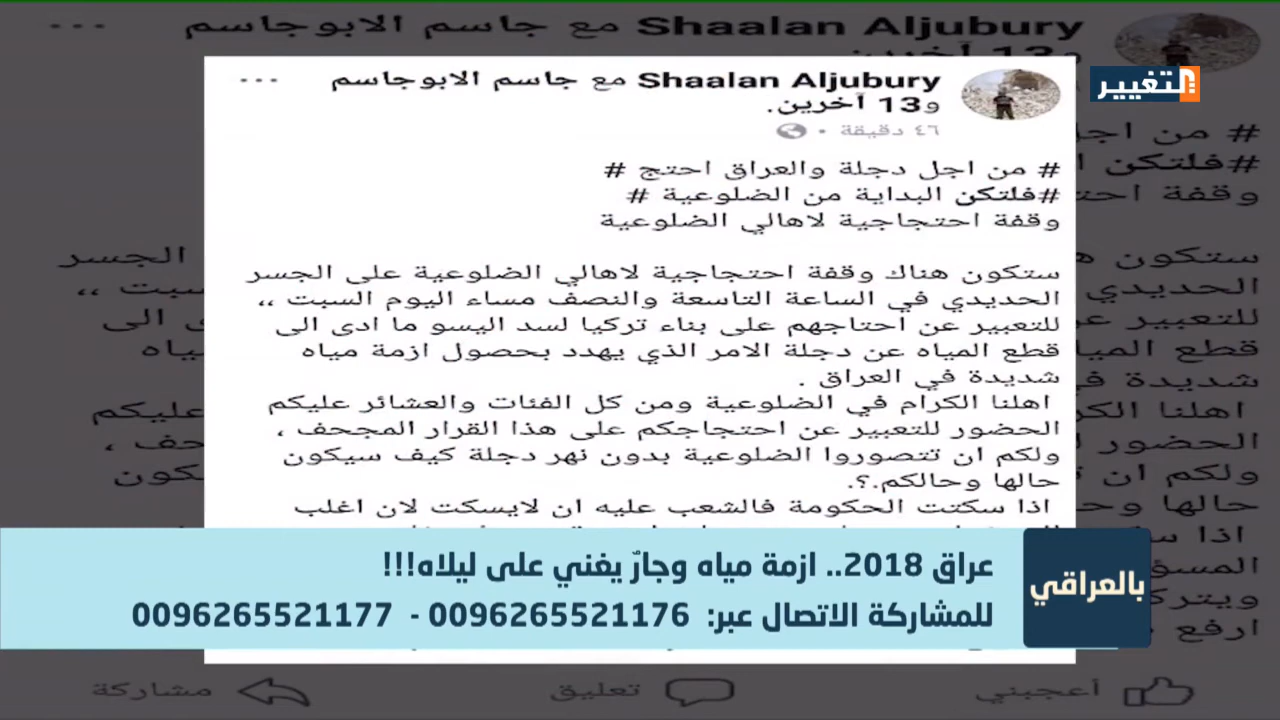 التغيير
Shaalan Aljubury مع جاسم الابوجاسم
و13 آخرين.
٤٦ دقيقة
# من اجل دجلة والعراق احتج #
#فلتكن البداية من الضلوعية #
وقفة احتجاجية لاهالي الضلوعية
ستكون هناك وقفة احتجاجية لاهالي الضلوعية على الجسر
الحديدي في الساعة التاسعة والنصف مساء اليوم السبت ،،
للتعبير عن احتاجهم على بناء تركيا لسد اليسو ما ادى الى
قطع المياه عن دجلة الامر الذي يهدد بحصول ازمة مياه
شديدة في العراق .
اهلنا الكرام في الضلوعية ومن كل الفئات والعشائر عليكم
الحضور للتعبير عن احتجاجكم على هذا القرار المجحف ،
ولكم ان تتصوروا الضلوعية بدون نهر دجلة كيف سيكون
حالها وحالكم.؟.
اذا سكتت الحكومة فالشعب عليه ان لايسكت لان اغلب
بالعراقي
عراق 2018.. ازمة مياه وجارٌ يغني على ليلاه!!!
للمشاركة الاتصال عبر: 0096265521176 - 0096265521177
أعجبني
تعليق
مشاركة